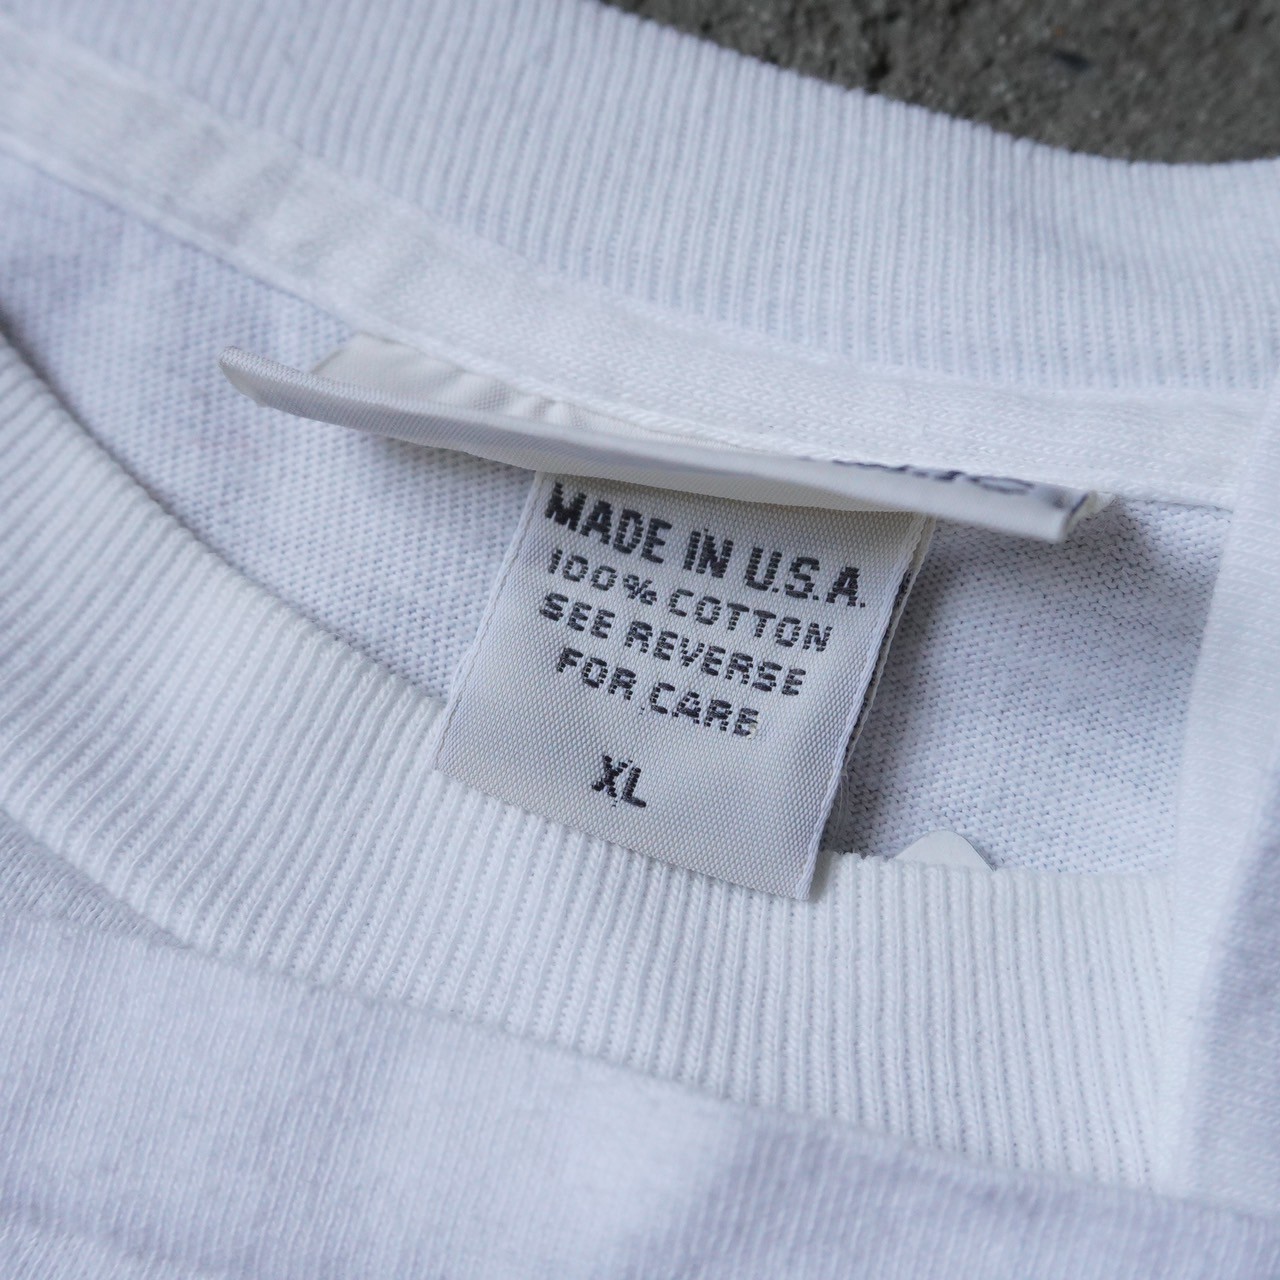 MADE IN U.S.A.
100% COTTON
SEE REVERSE
FOR CARE
XL